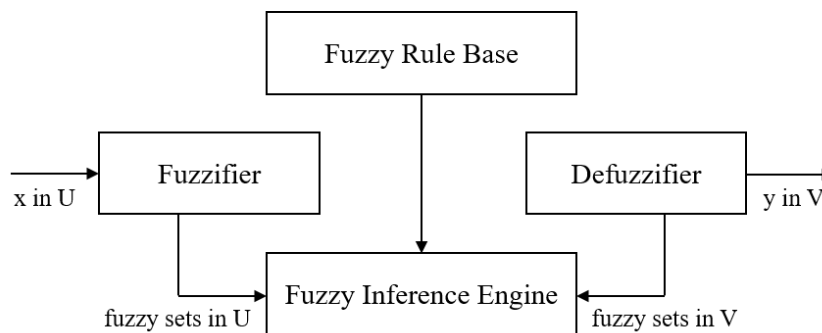 Fuzzy Rule Base
Fuzzifier
Defuzzifier
x in U
y in V
Fuzzy Inference Engine
fuzzy sets in U
fuzzy sets in V